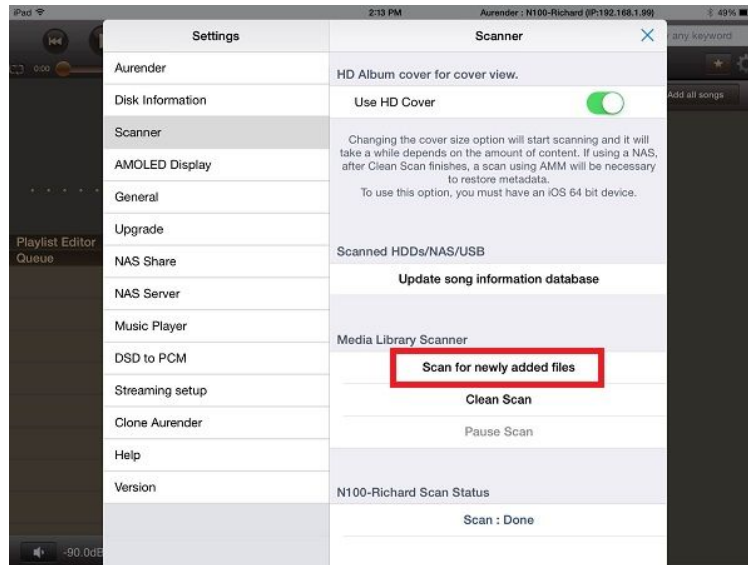 iPad
2:13 PM
Aurender : N100-Richard (IP:192.168.1.99)
49%
Settings
Scanner
any keyword
0:00
Aurender
Disk Information
Scanner
AMOLED Display
General
Upgrade
NAS Share
NAS Server
Music Player
DSD to PCM
Streaming setup
Clone Aurender
Help
Version
HD Album cover for cover view.
Use HD Cover
Changing the cover size option will start scanning and it will
take a while depends on the amount of content. If using a NAS,
after Clean Scan finishes, a scan using AMM will be necessary
to restore metadata.
To use this option, you must have an iOS 64 bit device.
Scanned HDDs/NAS/USB
Update song information database
Media Library Scanner
Scan for newly added files
Clean Scan
Pause Scan
N100-Richard Scan Status
Scan : Done
Add all songs
Playlist Editor
Queue
-90.0dB